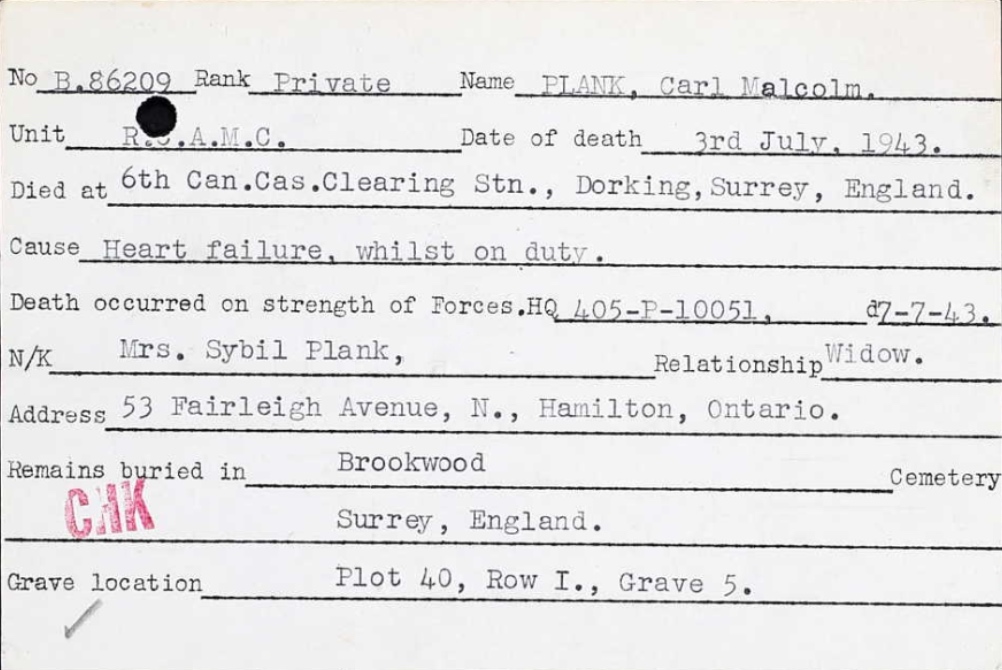 No B.86209 Rank Private Name PLANK, Carl Malcolm.
Unit R.C.A.M.C. Date of death 3rd July, 1943.
Died at 6th Can.Cas.Clearing Stn., Dorking, Surrey, England.
Cause Heart failure, whilst on duty.
Death occurred on strength of Forces.HQ 405-P-10051, d7-7-43.
N/K Mrs. Sybil Plank, Relationship Widow.
Address 53 Fairleigh Avenue, N., Hamilton, Ontario.
Remains buried in Brookwood Cemetery
CHK
Surrey, England.
Grave location Plot 40, Row I., Grave 5.